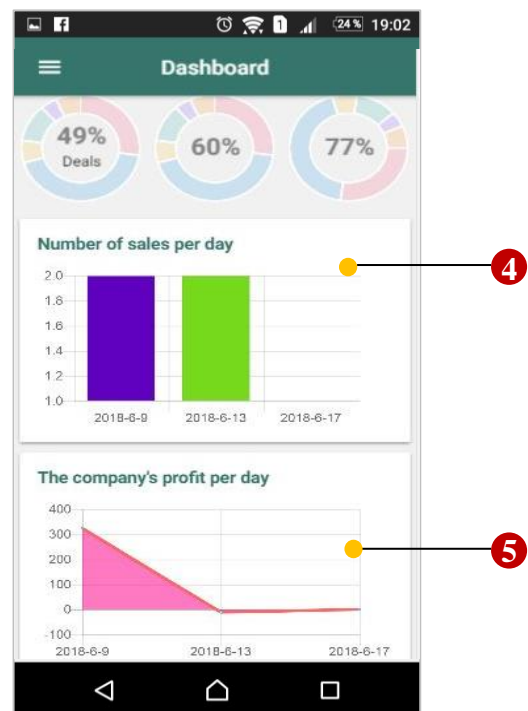 1 24% 19:02
Dashboard
49%
Deals
60%
77%
Number of sales per day
2.0
1.8
1.6
1.4
1.2
1.0
2018-6-9 2018-6-13 2018-6-17
4
The company's profit per day
400
300
200
100
0
-100
2018-6-9 2018-6-13 2018-6-17
5